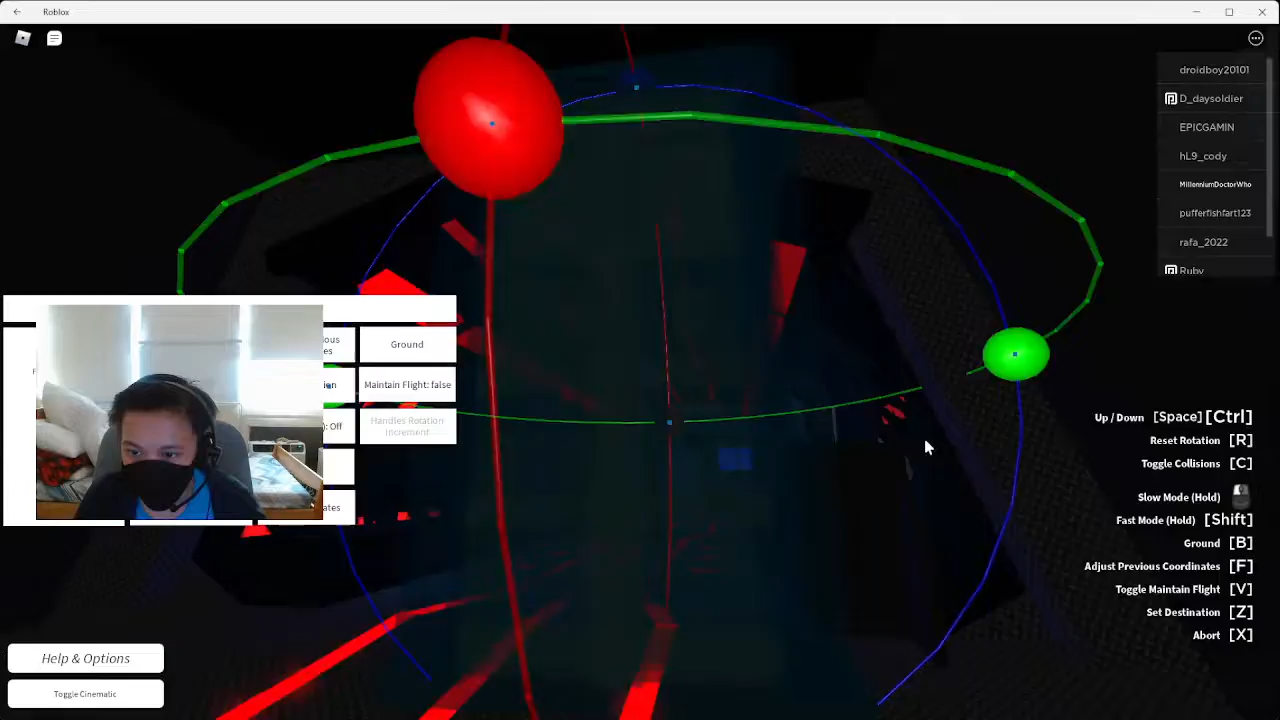 Roblox
droidboy20101
D_daysoldier
EPICGAMIN
hL9_cody
MillenniumDoctorWho
pufferfishfart123
rafa_2022
Ruby
Ground
Maintain Flight: false
: Off
Handles Rotation
Increment
Up / Down [Space][Ctrl]
Reset Rotation [R]
Toggle Collisions [C]
Slow Mode (Hold)
Fast Mode (Hold) [Shift]
Ground [B]
Adjust Previous Coordinates [F]
Toggle Maintain Flight [V]
Set Destination [Z]
Abort [X]
Help & Options
Toggle Cinematic